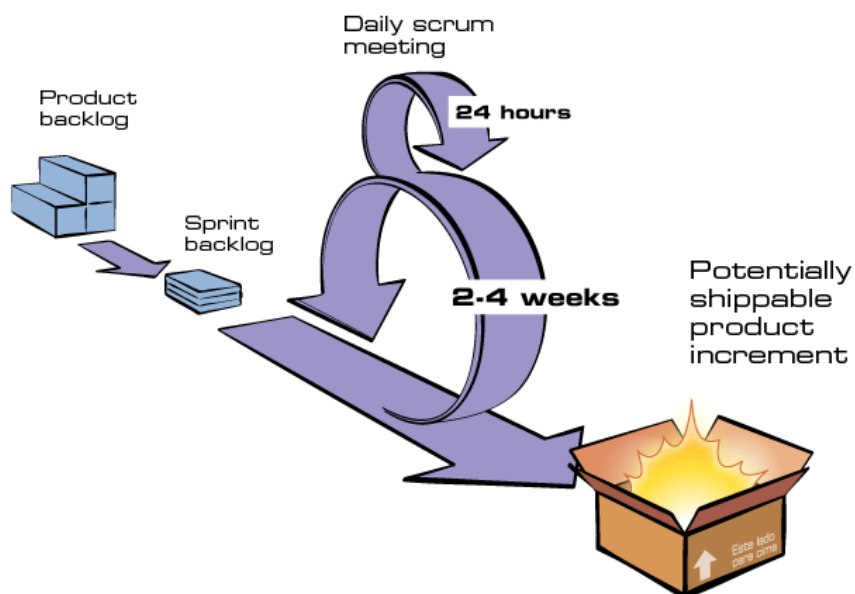 Daily scrum
meeting
24 hours
Product
backlog
Sprint
backlog
2-4 weeks
Potentially
shippable
product
increment
Este lado
para cima